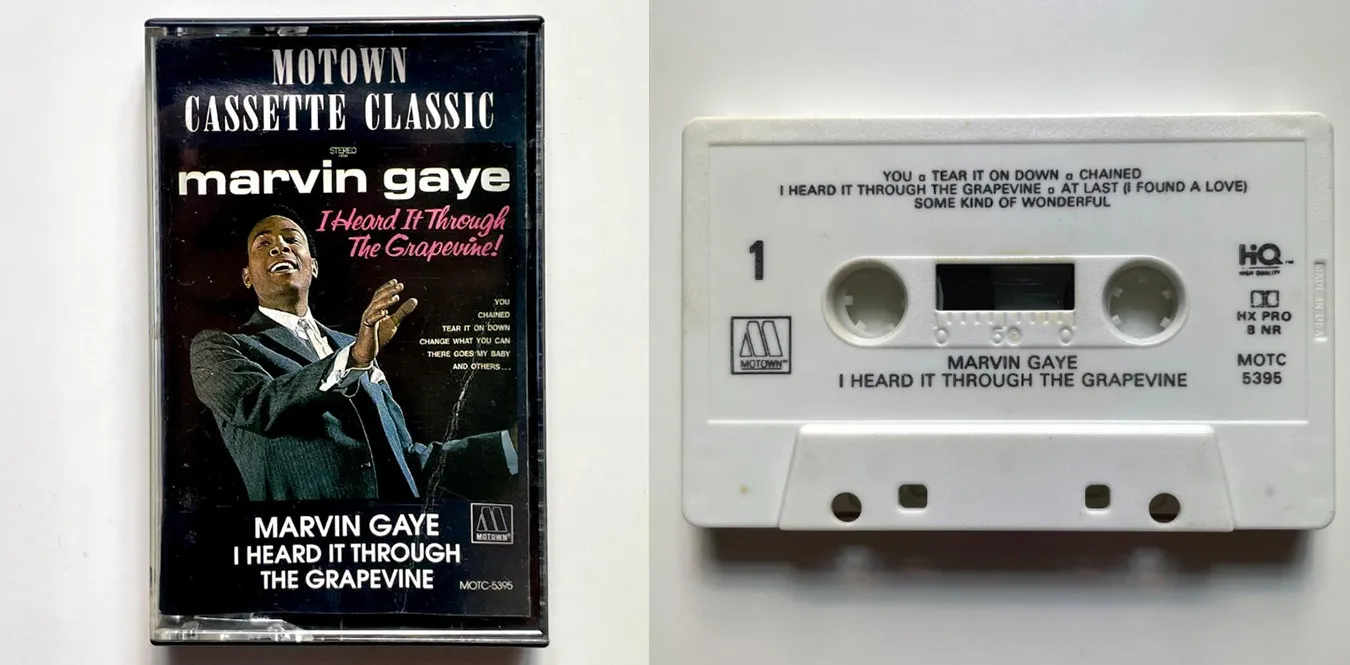 MOTOWN
CASSETTE CLASSIC
STEREO
marvin gaye
I Heard It Through
The Grapevine!
YOU
CHAINED
TEAR IT ON DOWN
CHANGE WHAT YOU CAN
THERE GOES MY BABY
AND OTHERS...
MOTOWN
MARVIN GAYE
I HEARD IT THROUGH
THE GRAPEVINE
MOTC-5395
YOU □ TEAR IT ON DOWN □ CHAINED
I HEARD IT THROUGH THE GRAPEVINE □ AT LAST (I FOUND A LOVE)
SOME KIND OF WONDERFUL
1
HiQ™
HIGH QUALITY
HX PRO
B NR
0 50 0
MOTOWN
MARVIN GAYE
I HEARD IT THROUGH THE GRAPEVINE
MOTC
5395